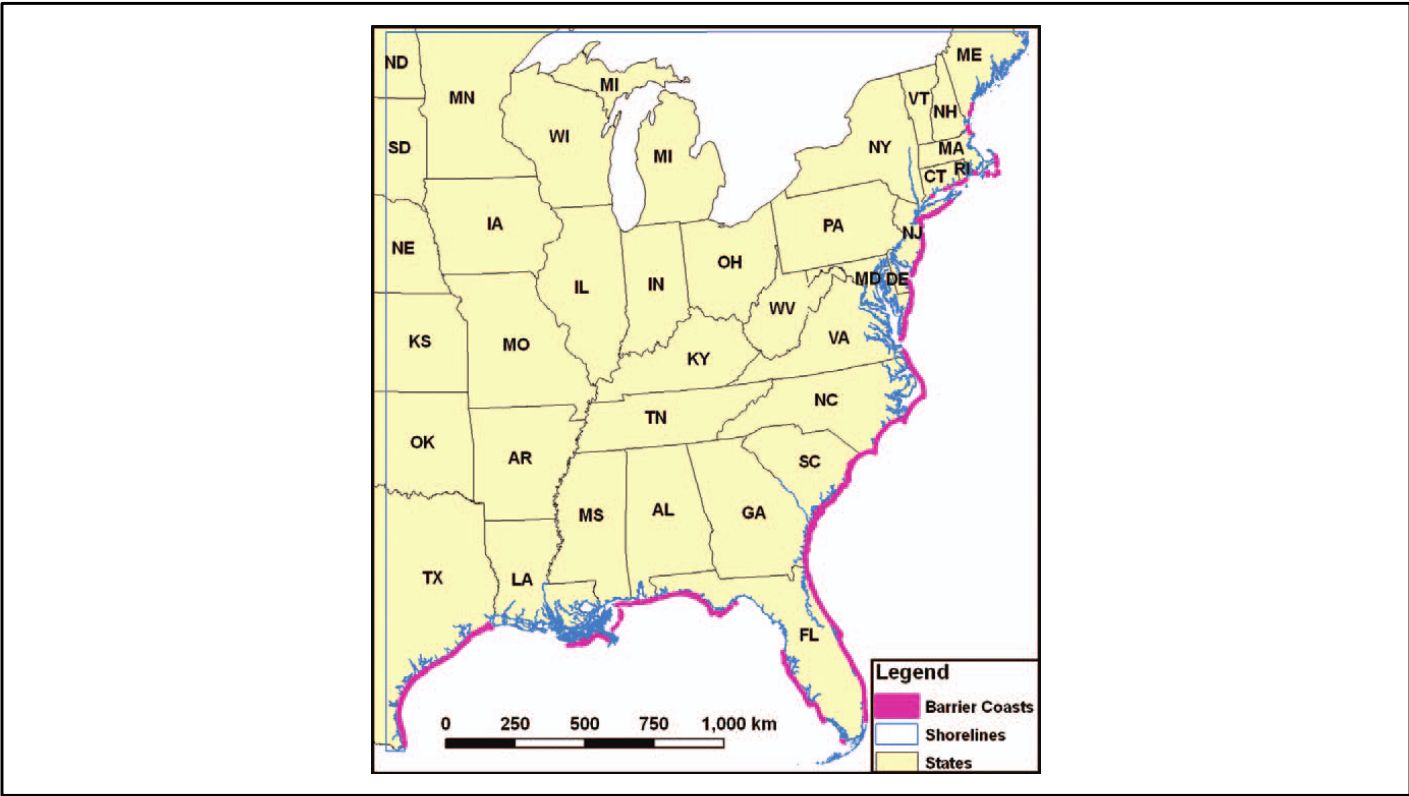 ND
ME
MN
MI
VT
NH
WI
SD
NY
MA
MI
CT
RI
IA
PA
NJ
NE
OH
IL
IN
MD
DE
WV
KS
MO
VA
KY
NC
TN
OK
AR
SC
MS
AL
GA
TX
LA
FL
Legend
Barrier Coasts
Shorelines
States
0 250 500 750 1,000 km